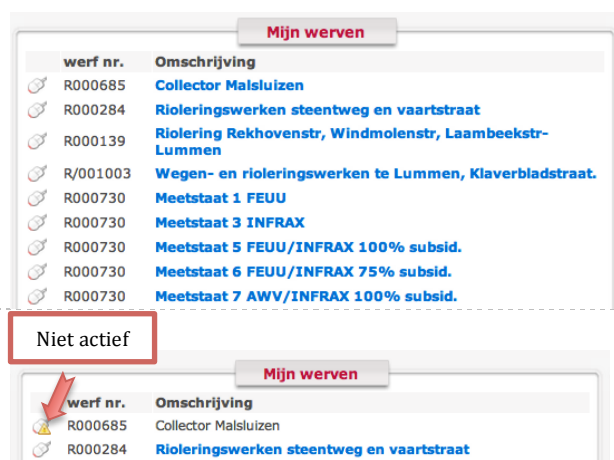 Mijn werven
werf nr. Omschrijving
R000685 Collector Malsluizen
R000284 Rioleringswerken steentweg en vaartstraat
R000139 Riolering Rekhovenstr, Windmolenstr, Laambeekstr-
Lummen
R/001003 Wegen- en rioleringswerken te Lummen, Klaverbladstraat.
R000730 Meetstaat 1 FEUU
R000730 Meetstaat 3 INFRAX
R000730 Meetstaat 5 FEUU/INFRAX 100% subsid.
R000730 Meetstaat 6 FEUU/INFRAX 75% subsid.
R000730 Meetstaat 7 AWV/INFRAX 100% subsid.
Niet actief
Mijn werven
werf nr. Omschrijving
R000685 Collector Malsluizen
R000284 Rioleringswerken steentweg en vaartstraat